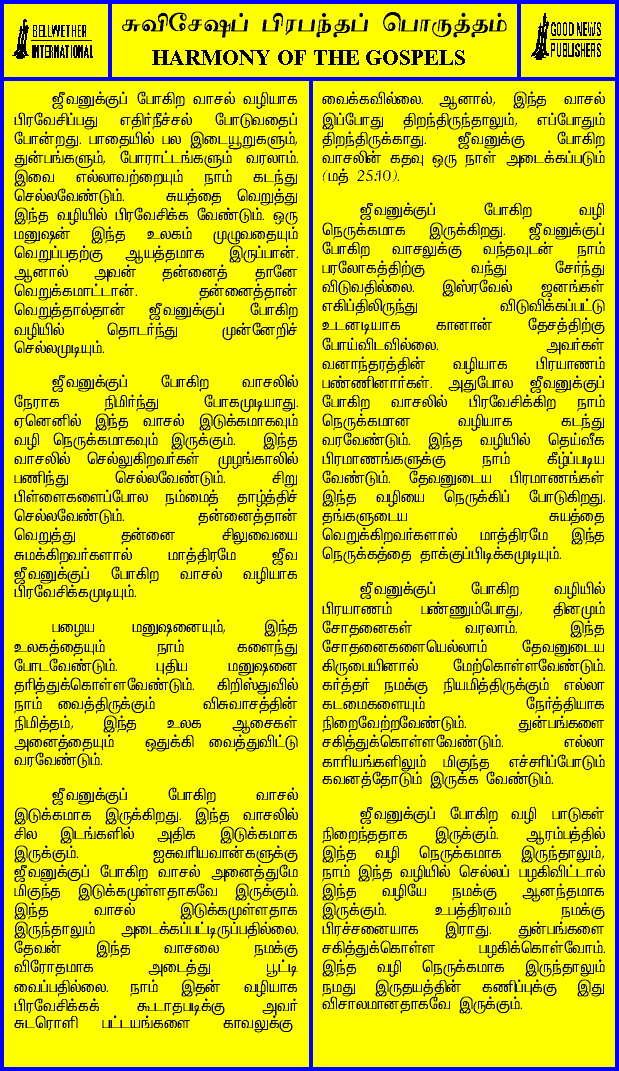 BELLWETHER
INTERNATIONAL
சுவிசேஷப் பிரபந்தப் பொருத்தம்
HARMONY OF THE GOSPELS
GOOD NEWS
PUBLISHERS
ஜீவனுக்குப் போகிற வாசல் வழியாக
பிரவேசிப்பது எதிர்நீச்சல் போடுவதைப்
போன்றது. பாதையில் பல இடையூறுகளும்,
துன்பங்களும், போராட்டங்களும் வரலாம்.
இவை எல்லாவற்றையும் நாம் கடந்து
செல்லவேண்டும். சுயத்தை வெறுத்து
இந்த வழியில் பிரவேசிக்க வேண்டும். ஒரு
மனுஷன் இந்த உலகம் முழுவதையும்
வெறுப்பதற்கு ஆயத்தமாக இருப்பான்.
ஆனால் அவன் தன்னைத் தானே
வெறுக்கமாட்டான். தன்னைத்தான்
வெறுத்தால்தான் ஜீவனுக்குப் போகிற
வழியில் தொடர்ந்து முன்னேறிச்
செல்லமுடியும்.
ஜீவனுக்குப் போகிற வாசலில்
நேராக நிமிர்ந்து போகமுடியாது.
ஏனெனில் இந்த வாசல் இடுக்கமாகவும்
வழி நெருக்கமாகவும் இருக்கும். இந்த
வாசலில் செல்லுகிறவர்கள் முழங்காலில்
பணிந்து செல்லவேண்டும். சிறு
பிள்ளைகளைப்போல நம்மைத் தாழ்த்திச்
செல்லவேண்டும். தன்னைத்தான்
வெறுத்து தன்னை சிலுவையை
சுமக்கிறவர்களால் மாத்திரமே ஜீவ
ஜீவனுக்குப் போகிற வாசல் வழியாக
பிரவேசிக்கமுடியும்.
பழைய மனுஷனையும், இந்த
உலகத்தையும் நாம் களைந்து
போடவேண்டும். புதிய மனுஷனை
தரித்துக்கொள்ளவேண்டும். கிறிஸ்துவில்
நாம் வைத்திருக்கும் விசுவாசத்தின்
நிமித்தம், இந்த உலக ஆசைகள்
அனைத்தையும் ஒதுக்கி வைத்துவிட்டு
வரவேண்டும்.
ஜீவனுக்குப் போகிற வாசல்
இடுக்கமாக இருக்கிறது. இந்த வாசலில்
சில இடங்களில் அதிக இடுக்கமாக
இருக்கும். ஐசுவரியவான்களுக்கு
ஜீவனுக்குப் போகிற வாசல் அனைத்துமே
மிகுந்த இடுக்கமுள்ளதாகவே இருக்கும்.
இந்த வாசல் இடுக்கமுள்ளதாக
இருந்தாலும் அடைக்கப்பட்டிருப்பதில்லை.
தேவன் இந்த வாசலை நமக்கு
விரோதமாக அடைத்து பூட்டி
வைப்பதில்லை. நாம் இதன் வழியாக
பிரவேசிக்கக் கூடாதபடிக்கு அவர்
சுடரொளி பட்டயங்களை காவலுக்கு
வைக்கவில்லை. ஆனால், இந்த வாசல்
இப்போது திறந்திருந்தாலும், எப்போதும்
திறந்திருக்காது. ஜீவனுக்கு போகிற
வாசலின் கதவு ஒரு நாள் அடைக்கப்படும்
(மத் 25:10).
ஜீவனுக்குப் போகிற வழி
நெருக்கமாக இருக்கிறது. ஜீவனுக்குப்
போகிற வாசலுக்கு வந்தவுடன் நாம்
பரலோகத்திற்கு வந்து சேர்ந்து
விடுவதில்லை. இஸ்ரவேல் ஜனங்கள்
எகிப்திலிருந்து விடுவிக்கப்பட்டு
உடனடியாக கானான் தேசத்திற்கு
போய்விடவில்லை. அவர்கள்
வனாந்தரத்தின் வழியாக பிரயாணம்
பண்ணினார்கள். அதுபோல ஜீவனுக்குப்
போகிற வாசலில் பிரவேசிக்கிற நாம்
நெருக்கமான வழியாக கடந்து
வரவேண்டும். இந்த வழியில் தெய்வீக
பிரமாணங்களுக்கு நாம் கீழ்ப்படிய
வேண்டும். தேவனுடைய பிரமாணங்கள்
இந்த வழியை நெருக்கிப் போடுகிறது.
தங்களுடைய சுயத்தை
வெறுக்கிறவர்களால் மாத்திரமே இந்த
நெருக்கத்தை தாக்குப்பிடிக்கமுடியும்.
ஜீவனுக்குப் போகிற வழியில்
பிரயாணம் பண்ணும்போது, தினமும்
சோதனைகள் வரலாம். இந்த
சோதனைகளையெல்லாம் தேவனுடைய
கிருபையினால் மேற்கொள்ளவேண்டும்.
கர்த்தர் நமக்கு நியமித்திருக்கும் எல்லா
கடமைகளையும் நேர்த்தியாக
நிறைவேற்றவேண்டும். துன்பங்களை
சகித்துக்கொள்ளவேண்டும். எல்லா
காரியங்களிலும் மிகுந்த எச்சரிப்போடும்
கவனத்தோடும் இருக்க வேண்டும்.
ஜீவனுக்குப் போகிற வழி பாடுகள்
நிறைந்ததாக இருக்கும். ஆரம்பத்தில்
இந்த வழி நெருக்கமாக இருந்தாலும்,
நாம் இந்த வழியில் செல்லப் பழகிவிட்டால்
இந்த வழியே நமக்கு ஆனந்தமாக
இருக்கும். உபத்திரவம் நமக்கு
பிரச்சனையாக இராது. துன்பங்களை
சகித்துக்கொள்ள பழகிக்கொள்வோம்.
இந்த வழி நெருக்கமாக இருந்தாலும்
நமது இருதயத்தின் கணிப்புக்கு இது
விசாலமானதாகவே இருக்கும்.